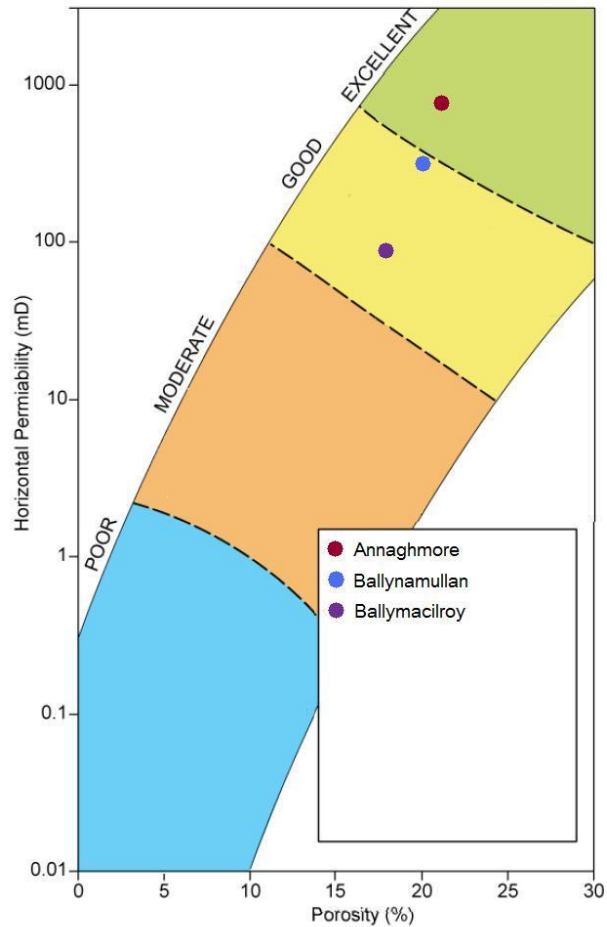 EXCELLENT
GOOD
MODERATE
POOR
Horizontal Permiability (mD)
1000
100
10
1
0.1
0.01
Annaghmore
Ballynamullan
Ballymacilroy
0 5 10 15 20 25 30
Porosity (%)